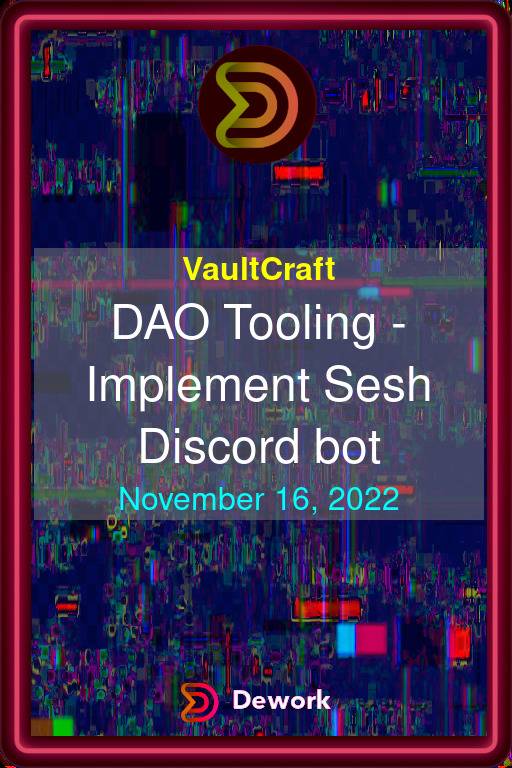 VaultCraft
DAO Tooling -
Implement Sesh
Discord bot
November 16, 2022
Dework